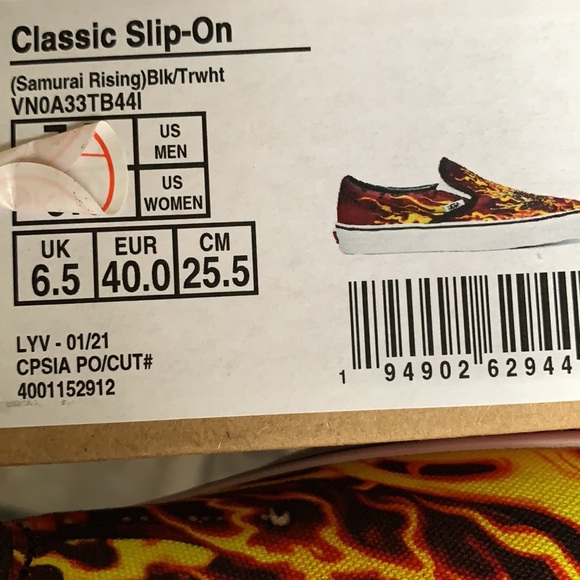 Classic Slip-On
(Samurai Rising)Blk/Trwht
VN0A33TB44I
US
MEN
US
WOMEN
UK EUR CM
6.5 40.0 25.5
LYV - 01/21
CPSIA PO/CUT#
4001152912
1 94902 62944